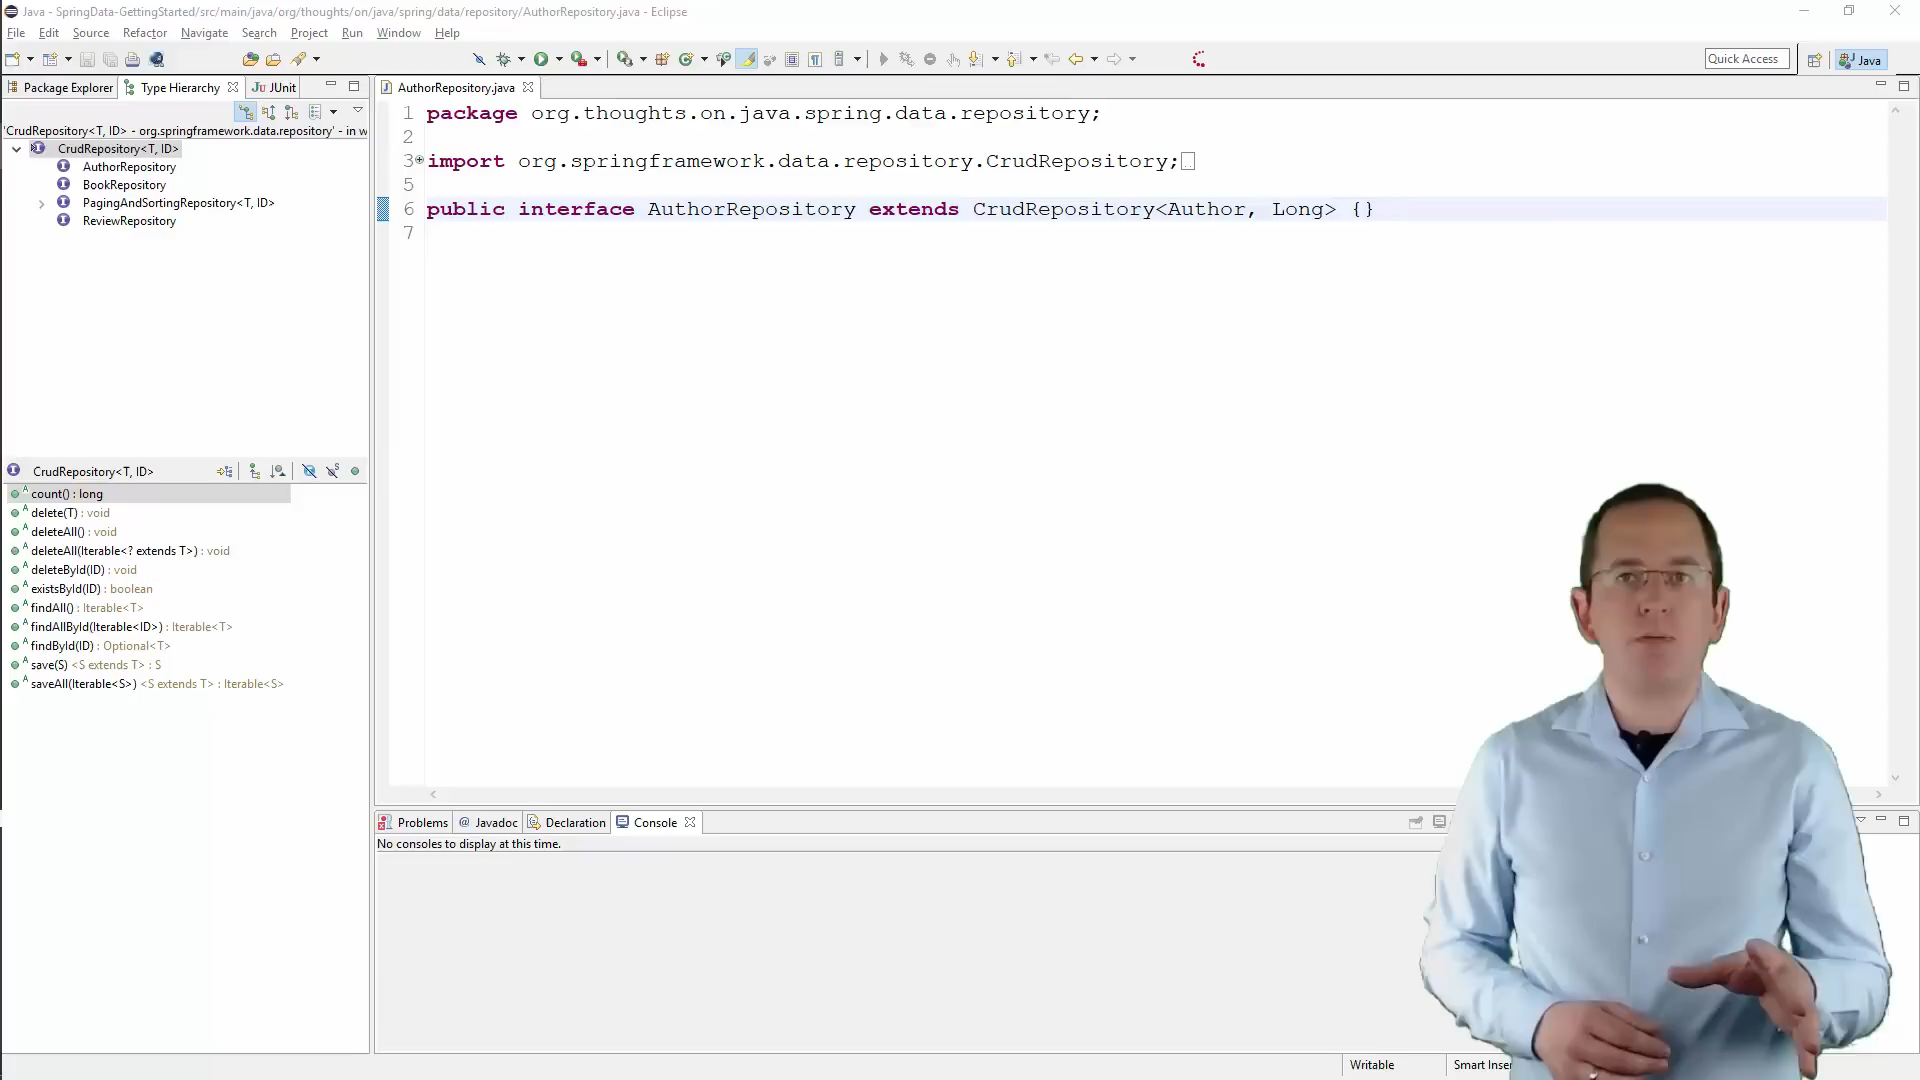 Java - SpringData-GettingStarted/src/main/java/org/thoughts/on/java/spring/data/repository/AuthorRepository.java - Eclipse
File Edit Source Refactor Navigate Search Project Run Window Help
Quick Access
Java
Package Explorer Type Hierarchy Ju JUnit
'CrudRepository<T, ID> - org.springframework.data.repository' - in w
CrudRepository<T, ID>
AuthorRepository
BookRepository
PagingAndSortingRepository<T, ID>
ReviewRepository
CrudRepository<T, ID>
count() : long
delete(T) : void
deleteAll() : void
deleteAll(Iterable<? extends T>) : void
deleteById(ID) : void
existsById(ID) : boolean
findAll() : Iterable<T>
findAllById(Iterable<ID>) : Iterable<T>
findById(ID) : Optional<T>
save(S) <S extends T> : S
saveAll(Iterable<S>) <S extends T> : Iterable<S>
AuthorRepository.java
1 package org.thoughts.on.java.spring.data.repository;
2
3 import org.springframework.data.repository.CrudRepository;
5
6 public interface AuthorRepository extends CrudRepository<Author, Long> {}
7
Problems @ Javadoc Declaration Console
No consoles to display at this time.
Writable Smart Inser